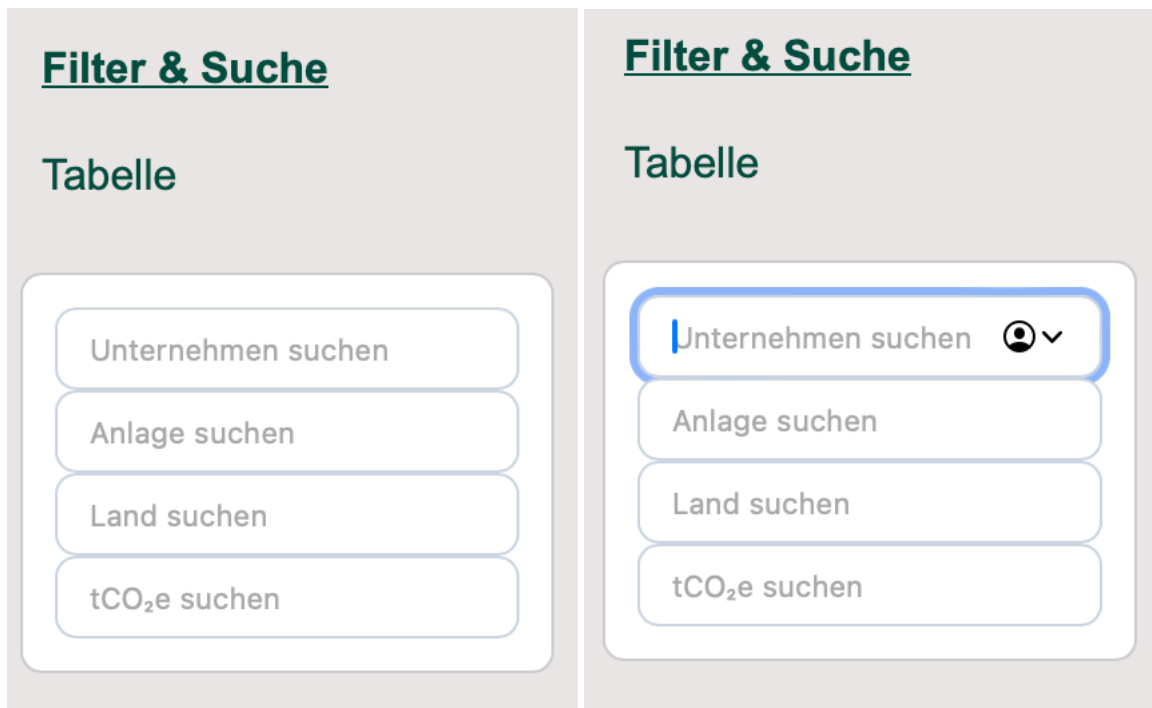 Filter & Suche
Tabelle
Unternehmen suchen
Anlage suchen
Land suchen
tCO₂e suchen
Filter & Suche
Tabelle
Unternehmen suchen
Anlage suchen
Land suchen
tCO₂e suchen